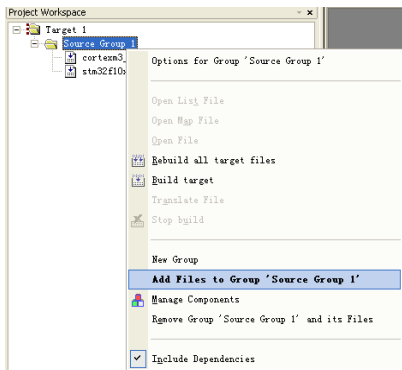 Project Workspace
Target 1
Source Group 1
cortexm3_
stm32f10x
Options for Group 'Source Group 1'
Open List File
Open Map File
Open File
Rebuild all target files
Build target
Translate File
Stop build
New Group
Add Files to Group 'Source Group 1'
Manage Components
Remove Group 'Source Group 1' and its Files
Include Dependencies